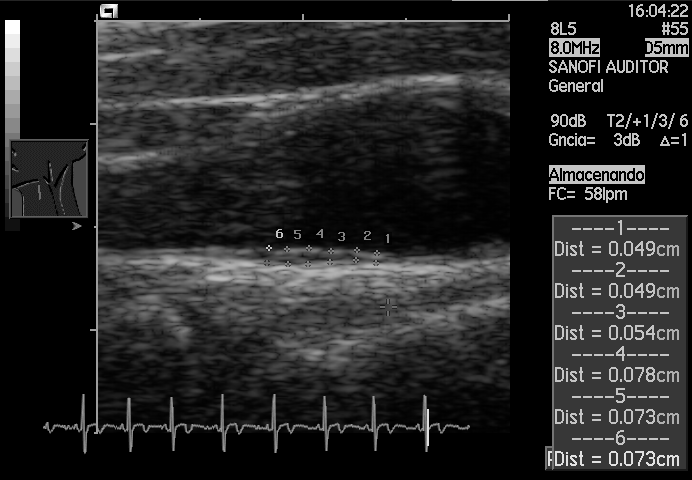 16:04:22
8L5 #55
8.0MHz D5mm
SANOFI AUDITOR
General
90dB T2/+1/3/ 6
Gncia= 3dB Δ=1
Almacenando
FC= 58lpm
6 5 4 3 2 1
----1----
Dist = 0.049cm
----2----
Dist = 0.049cm
----3----
Dist = 0.054cm
----4----
Dist = 0.078cm
----5----
Dist = 0.073cm
----6----
Dist = 0.073cm